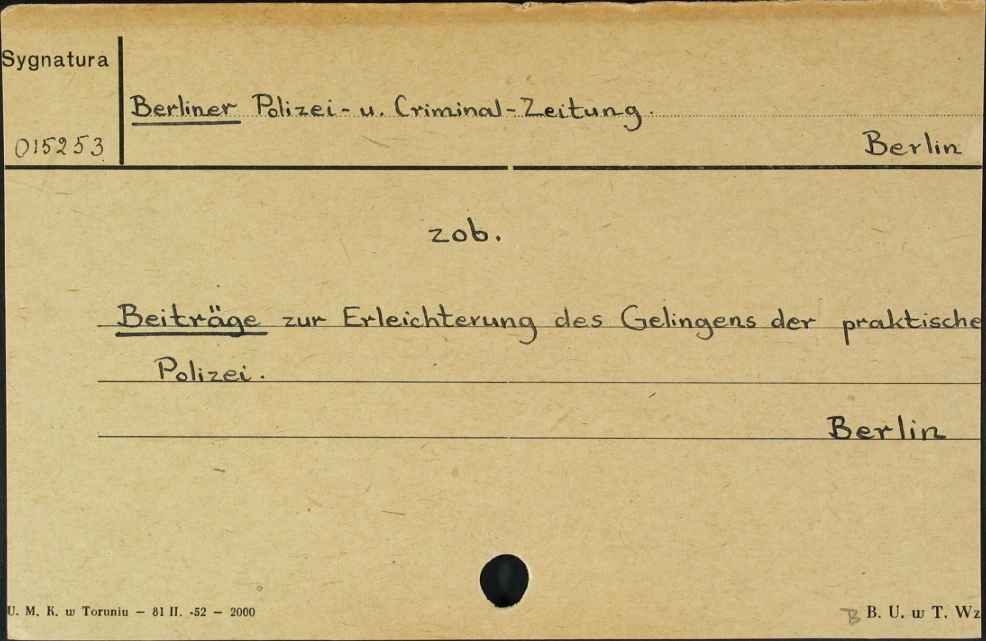 Sygnatura
Berliner Polizei- u. Criminal-Zeitung.
015253
Berlin
zob.
Beiträge zur Erleichterung des Gelingens der praktische
Polizei.
Berlin
U. M. K. w Toruniu – 81 II. -52 – 2000
B B. U. w T. Wz